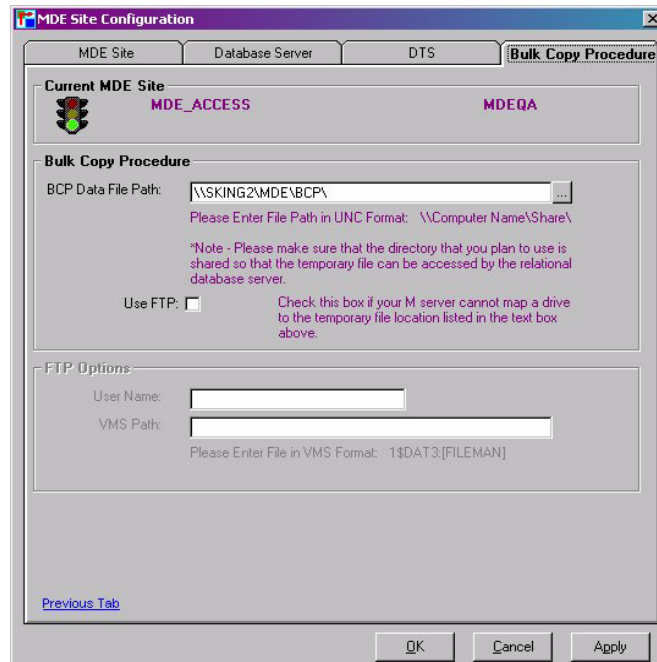 MDE Site Configuration
MDE Site Database Server DTS Bulk Copy Procedure
Current MDE Site
MDE_ACCESS MDEQA
Bulk Copy Procedure
BCP Data File Path: \\SKING2\MDE\BCP\ ...
Please Enter File Path in UNC Format: \\Computer Name\Share\
*Note - Please make sure that the directory that you plan to use is
shared so that the temporary file can be accessed by the relational
database server.
Use FTP: Check this box if your M server cannot map a drive
to the temporary file location listed in the text box
above.
FTP Options
User Name:
VMS Path:
Please Enter File in VMS Format: 1$DAT3:[FILEMAN]
Previous Tab
OK Cancel Apply